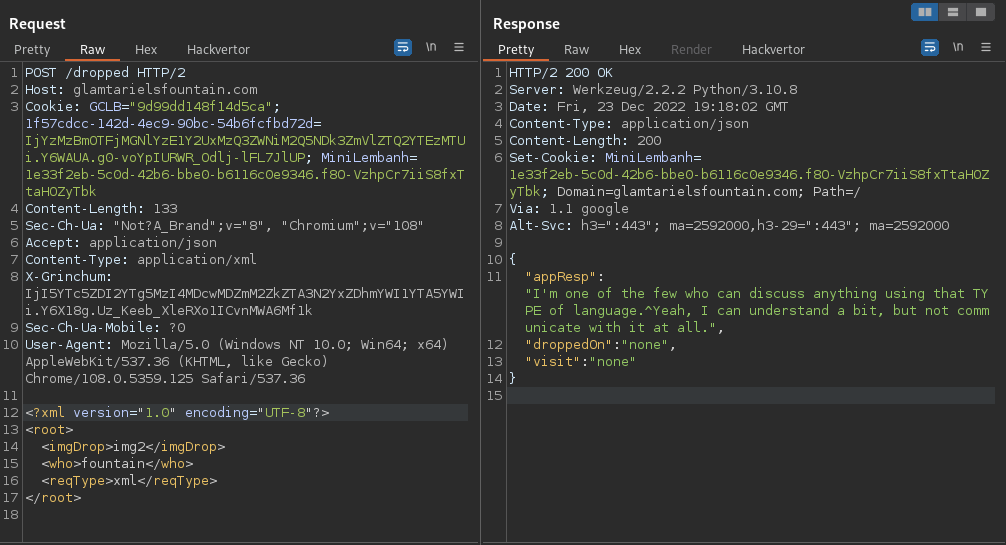 Request
Pretty Raw Hex Hackvertor \n
1 POST /dropped HTTP/2
2 Host: glamtarielsfountain.com
3 Cookie: GCLB="9d99dd148f14d5ca";
1f57cdcc-142d-4ec9-90bc-54b6fcfbd72d=
IjYzMzBmOTFjMGNlYzE1Y2UxMzQ3ZWNiM2Q5NDk3ZmVlZTQ2YTEzMTU
i.Y6WAUA.g0-voYpIURWR_Odlj-lFL7JlUP; MiniLembanh=
1e33f2eb-5c0d-42b6-bbe0-b6116c0e9346.f8O-VzhpCr7iiS8fxT
taHOZyTbk
4 Content-Length: 133
5 Sec-Ch-Ua: "Not?A_Brand";v="8", "Chromium";v="108"
6 Accept: application/json
7 Content-Type: application/xml
8 X-Grinchum:
IjI5YTc5ZDI2YTg5MzI4MDcwMDZmM2ZkZTA3N2YxZDhmYWI1YTA5YWI
i.Y6X18g.Uz_Keeb_XleRXo1ICvnMWA6Mf1k
9 Sec-Ch-Ua-Mobile: ?0
10 User-Agent: Mozilla/5.0 (Windows NT 10.0; Win64; x64)
AppleWebKit/537.36 (KHTML, like Gecko)
Chrome/108.0.5359.125 Safari/537.36
11
12 <?xml version="1.0" encoding="UTF-8"?>
13 <root>
14 <imgDrop>img2</imgDrop>
15 <who>fountain</who>
16 <reqType>xml</reqType>
17 </root>
18
Response
Pretty Raw Hex Render Hackvertor \n
1 HTTP/2 200 OK
2 Server: Werkzeug/2.2.2 Python/3.10.8
3 Date: Fri, 23 Dec 2022 19:18:02 GMT
4 Content-Type: application/json
5 Content-Length: 200
6 Set-Cookie: MiniLembanh=
1e33f2eb-5c0d-42b6-bbe0-b6116c0e9346.f8O-VzhpCr7iiS8fxTtaHOZ
yTbk; Domain=glamtarielsfountain.com; Path=/
7 Via: 1.1 google
8 Alt-Svc: h3=":443"; ma=2592000,h3-29=":443"; ma=2592000
9
10 {
11 "appResp":
"I'm one of the few who can discuss anything using that TY
PE of language.^Yeah, I can understand a bit, but not comm
unicate with it at all.",
12 "droppedOn":"none",
13 "visit":"none"
14 }
15